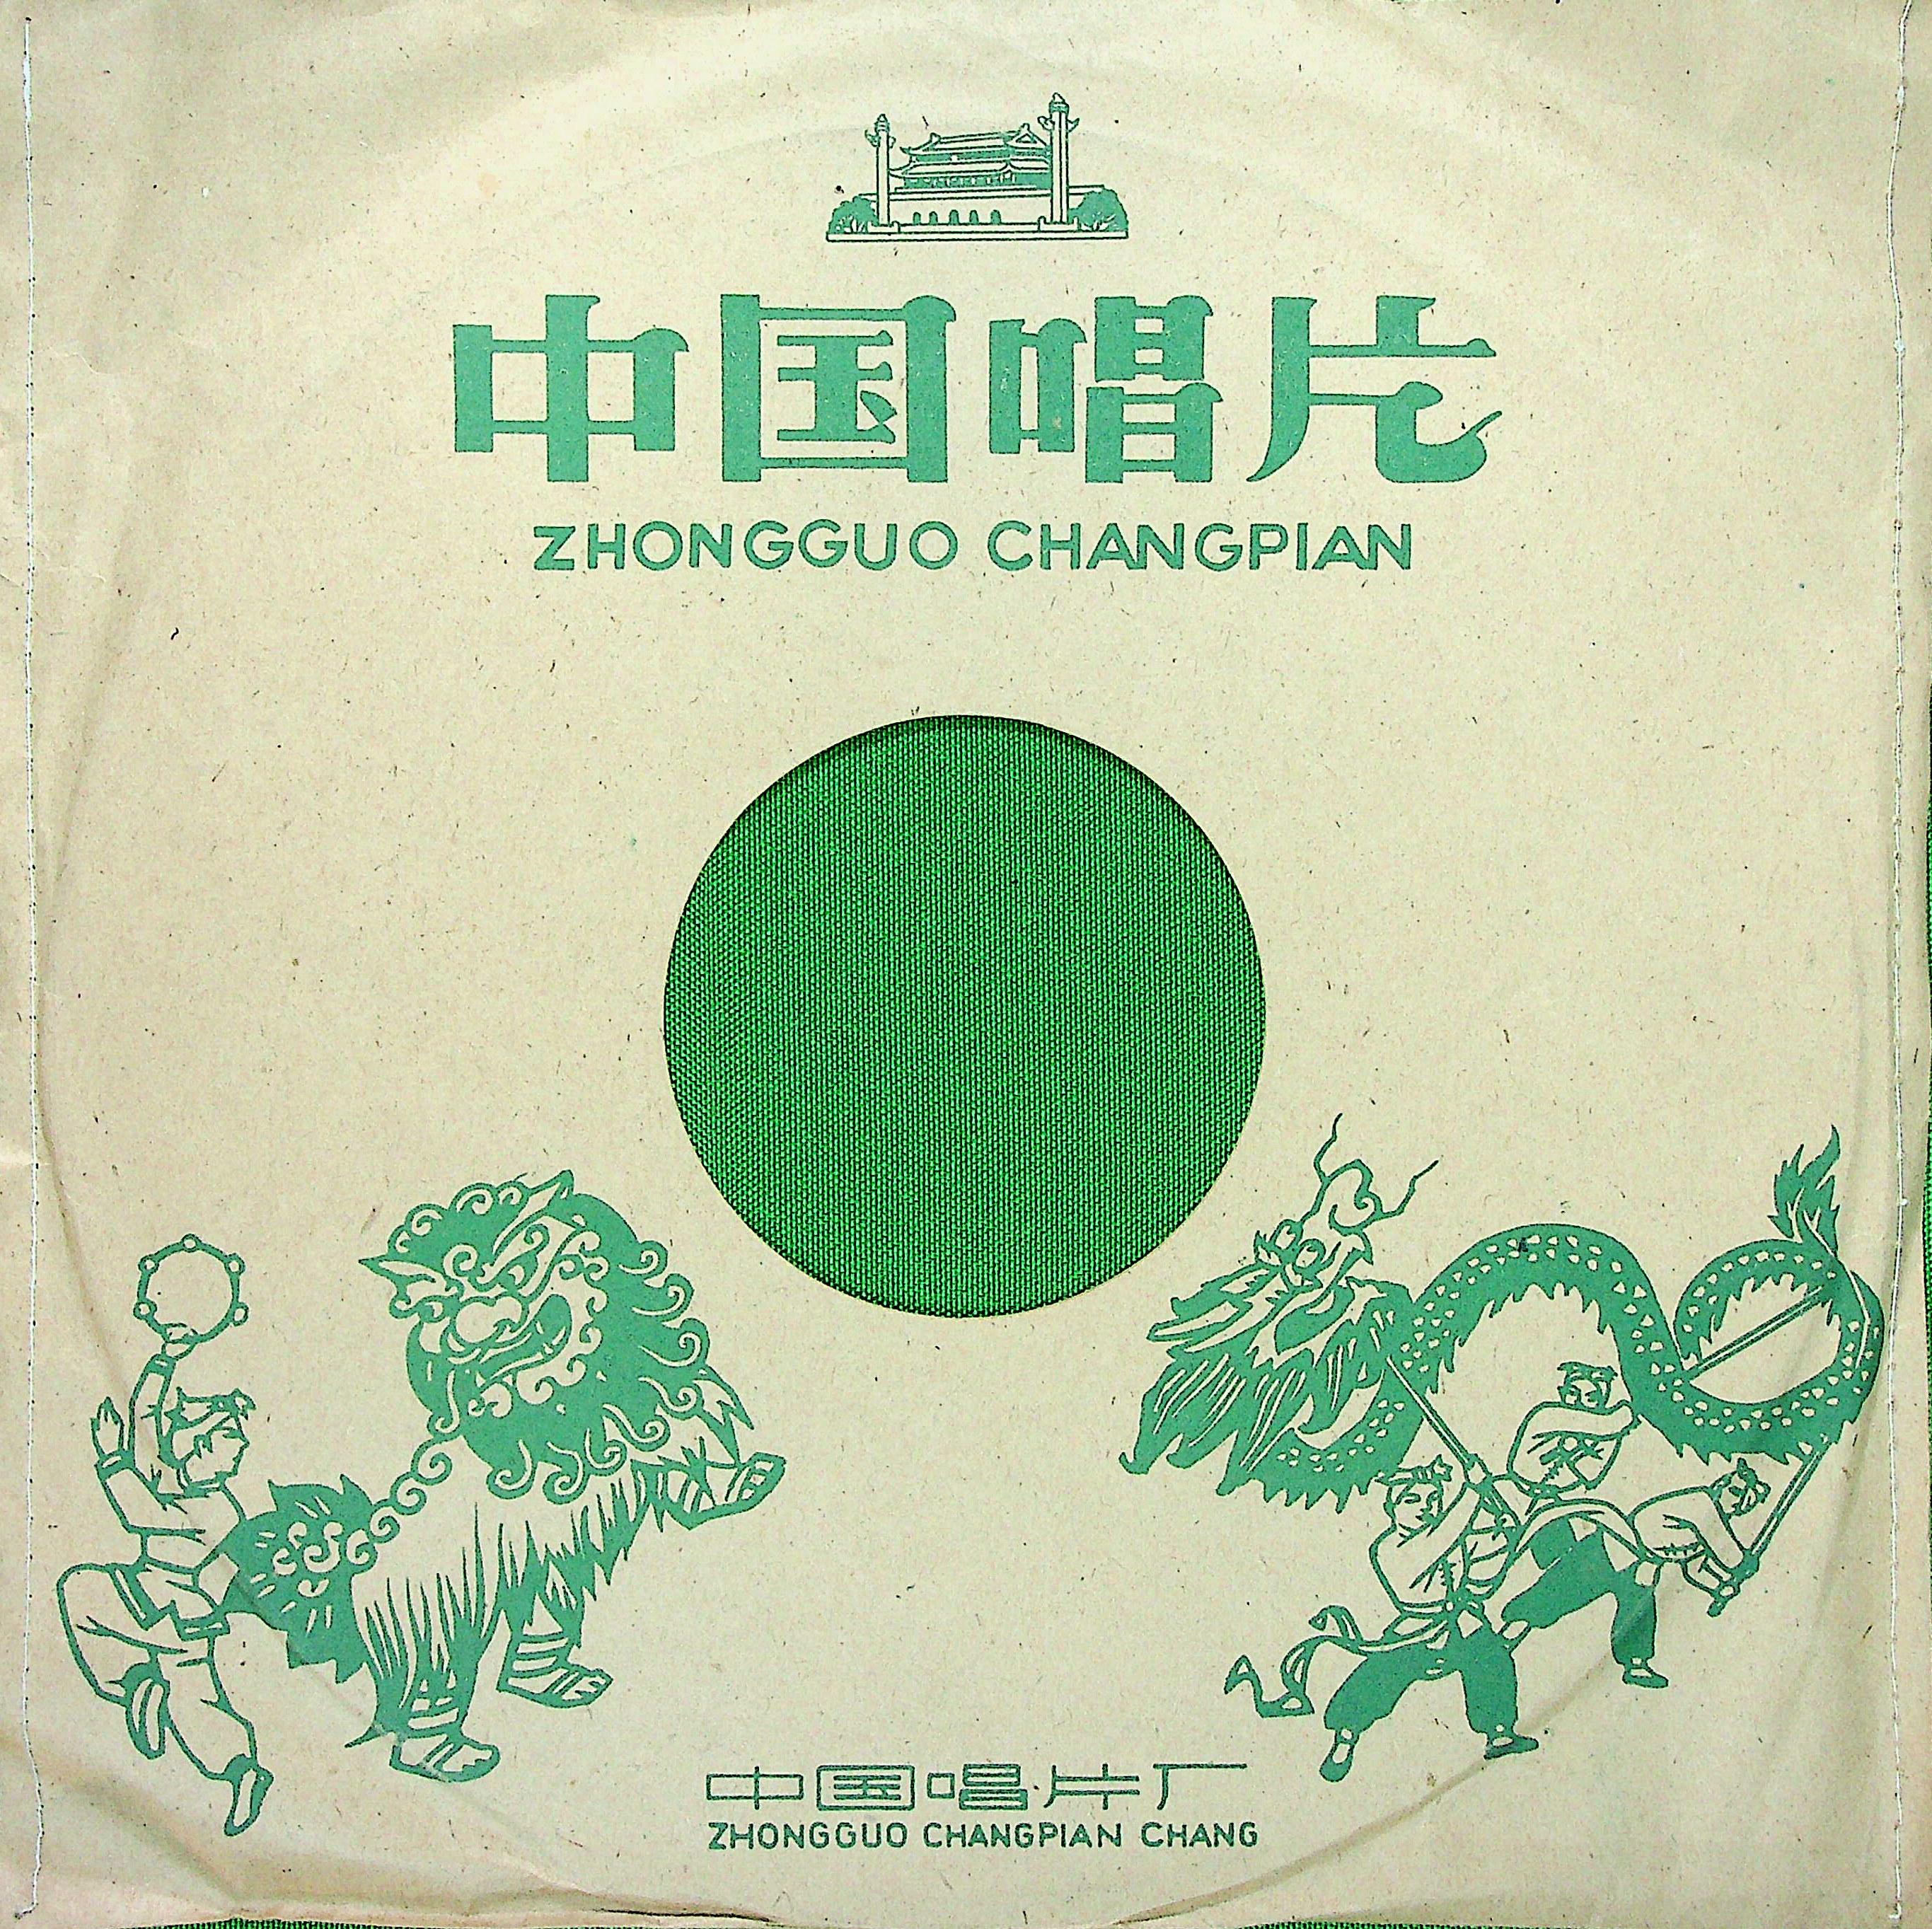 中国唱片
ZHONGGUO CHANGPIAN
中国唱片厂
ZHONGGUO CHANGPIAN CHANG